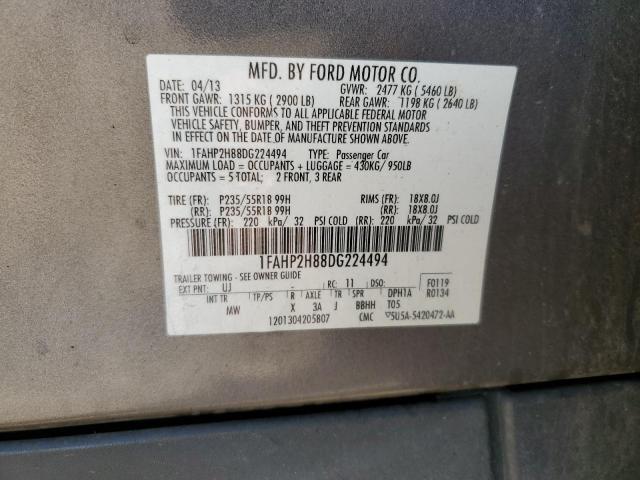 MFD. BY FORD MOTOR CO.
DATE: 04/13 GVWR: 2477 KG ( 5460 LB)
FRONT GAWR: 1315 KG ( 2900 LB) REAR GAWR: 1198 KG ( 2640 LB)
THIS VEHICLE CONFORMS TO ALL APPLICABLE FEDERAL MOTOR
VEHICLE SAFETY, BUMPER, AND THEFT PREVENTION STANDARDS
IN EFFECT ON THE DATE OF MANUFACTURE SHOWN ABOVE.
VIN: 1FAHP2H88DG224494 TYPE: Passenger Car
MAXIMUM LOAD = OCCUPANTS + LUGGAGE = 430KG/ 950LB
OCCUPANTS = 5 TOTAL; 2 FRONT, 3 REAR
TIRE (FR): P235/55R18 99H RIMS (FR): 18X8.0J
(RR): P235/55R18 99H (RR): 18X8.0J
PRESSURE (FR): 220 kPa/ 32 PSI COLD (RR): 220 kPa/ 32 PSI COLD
1FAHP2H88DG224494
TRAILER TOWING - SEE OWNER GUIDE
EXT PNT: UJ - RC: 11 DSO: F0119
INT TR TP/PS R AXLE TR SPR DPH1A R0134
MW X 3A J BBHH T05
1201304205807 CMC 5U5A-5420472-AA